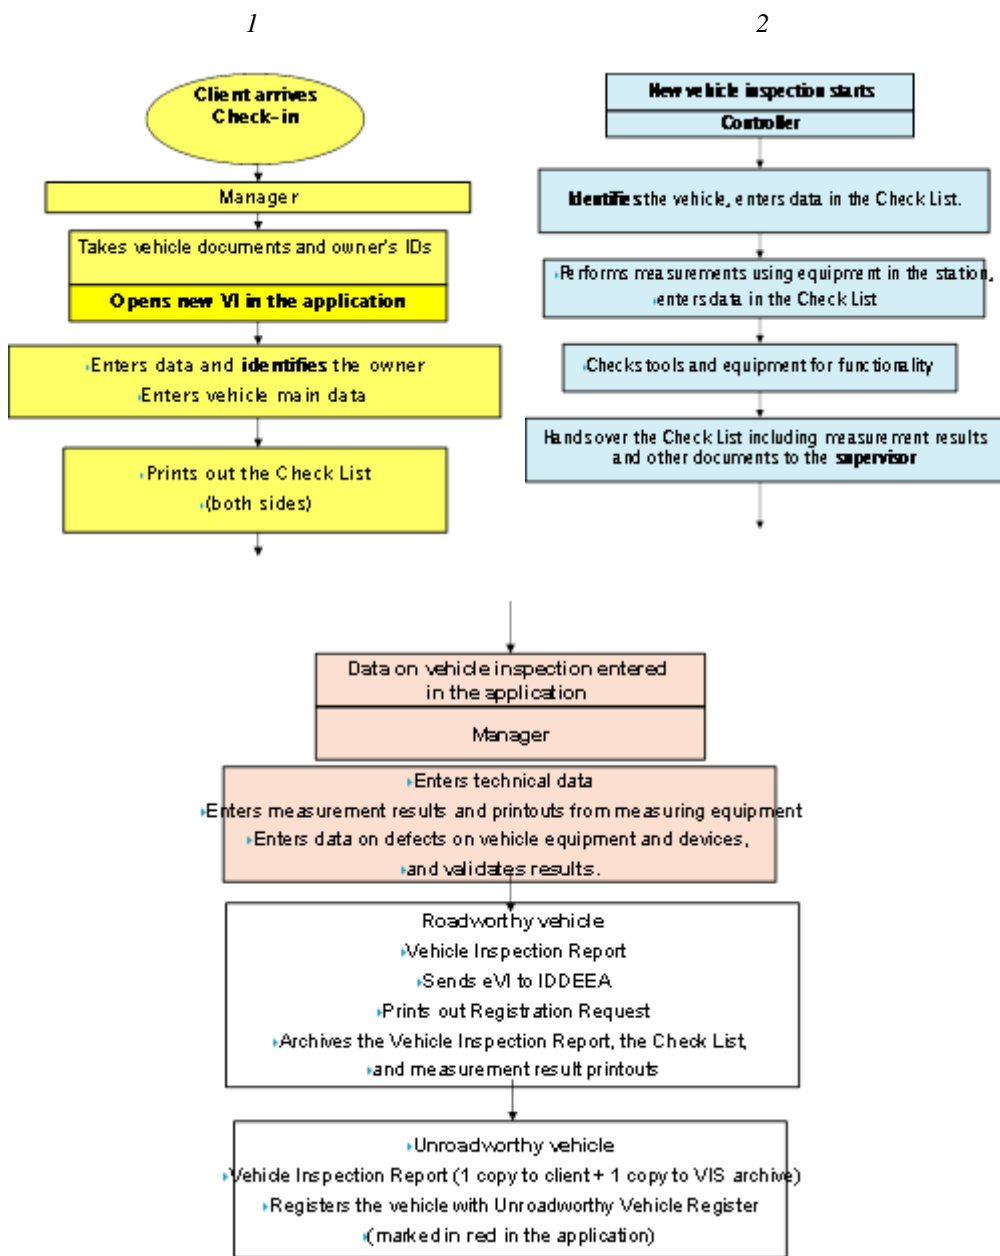 1
Client arrives
Check-in
Manager
Takes vehicle documents and owner's IDs
Opens new VI in the application
Enters data and identifies the owner
Enters vehicle main data
Prints out the Check List
(both sides)
2
New vehicle inspection starts
Controller
Identifies the vehicle, enters data in the Check List.
Performs measurements using equipment in the station,
enters data in the Check List
Checks tools and equipment for functionality
Hands over the Check List including measurement results
and other documents to the supervisor
Data on vehicle inspection entered
in the application
Manager
Enters technical data
Enters measurement results and printouts from measuring equipment
Enters data on defects on vehicle equipment and devices,
and validates results.
Roadworthy vehicle
Vehicle Inspection Report
Sends eVI to IDDEEA
Prints out Registration Request
Archives the Vehicle Inspection Report, the Check List,
and measurement result printouts
Unroadworthy vehicle
Vehicle Inspection Report (1 copy to client + 1 copy to VIS archive)
Registers the vehicle with Unroadworthy Vehicle Register
(marked in red in the application)